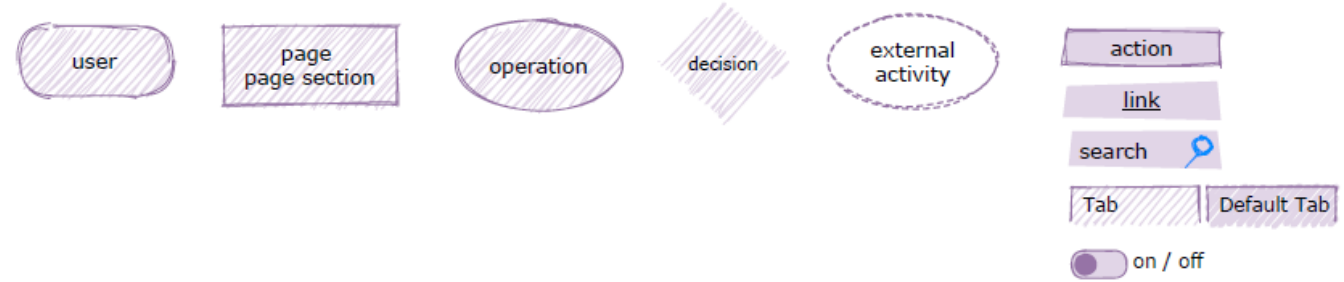 user
page
page section
operation
decision
external
activity
action
link
search
Tab
Default Tab
on / off